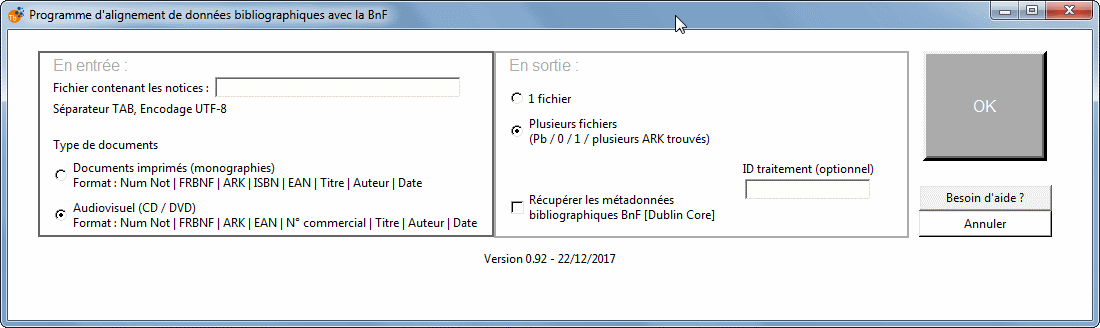 Programme d'alignement de données bibliographiques avec la BnF
En entrée :
Fichier contenant les notices :
Séparateur TAB, Encodage UTF-8
Type de documents
Documents imprimés (monographies)
Format : Num Not | FRBNF | ARK | ISBN | EAN | Titre | Auteur | Date
Audiovisuel (CD / DVD)
Format : Num Not | FRBNF | ARK | EAN | N° commercial | Titre | Auteur | Date
En sortie :
1 fichier
Plusieurs fichiers
(Pb / 0 / 1 / plusieurs ARK trouvés)
ID traitement (optionnel)
Récupérer les métadonnées
bibliographiques BnF [Dublin Core]
OK
Besoin d'aide ?
Annuler
Version 0.92 - 22/12/2017